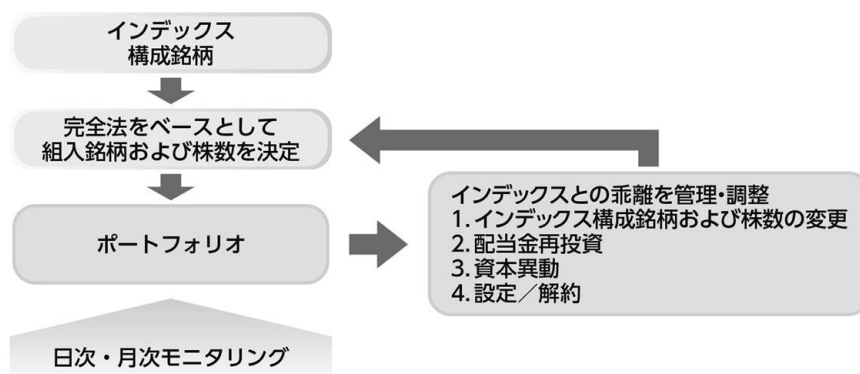 インデックス
構成銘柄
完全法をベースとして
組入銘柄および株数を決定
ポートフォリオ
日次・月次モニタリング
インデックスとの乖離を管理・調整
1. インデックス構成銘柄および株数の変更
2. 配当金再投資
3. 資本異動
4. 設定／解約